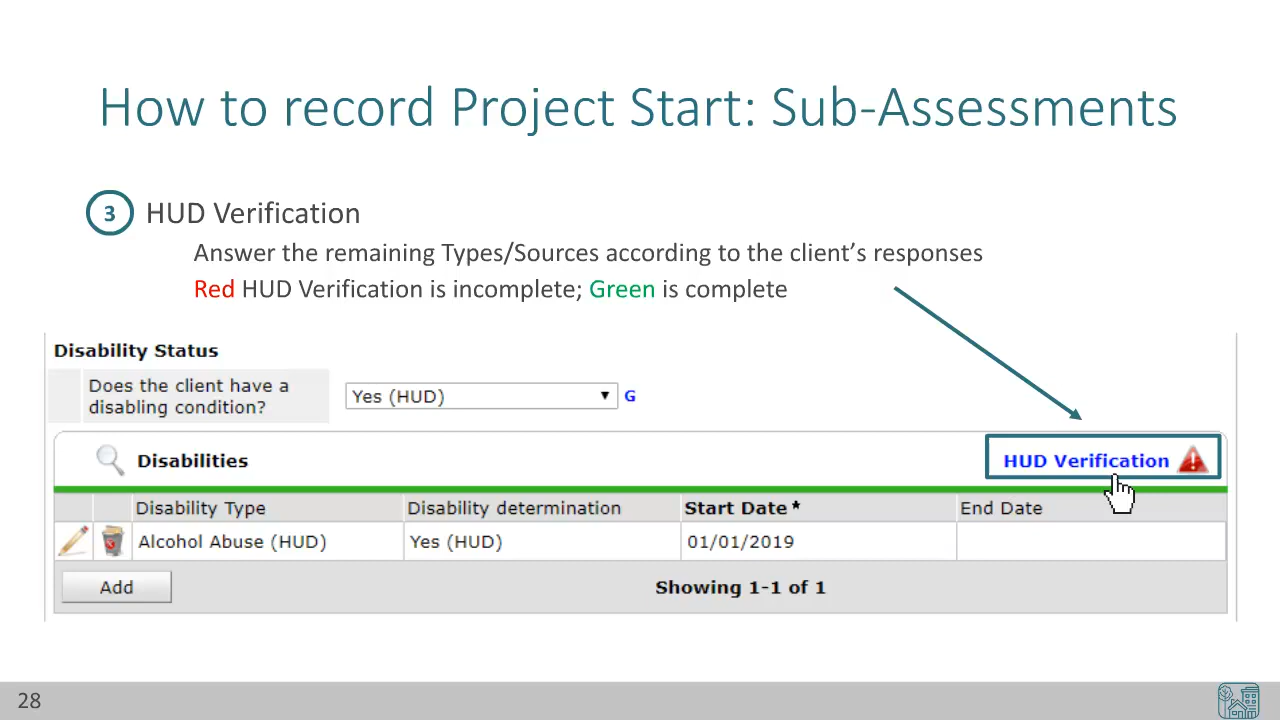 How to record Project Start: Sub-Assessments
3 HUD Verification
Answer the remaining Types/Sources according to the client’s responses
Red HUD Verification is incomplete; Green is complete
Disability Status
Does the client have a
disabling condition?
Yes (HUD) G
Disabilities HUD Verification
Disability Type Disability determination Start Date* End Date
Alcohol Abuse (HUD) Yes (HUD) 01/01/2019
Add Showing 1-1 of 1
28